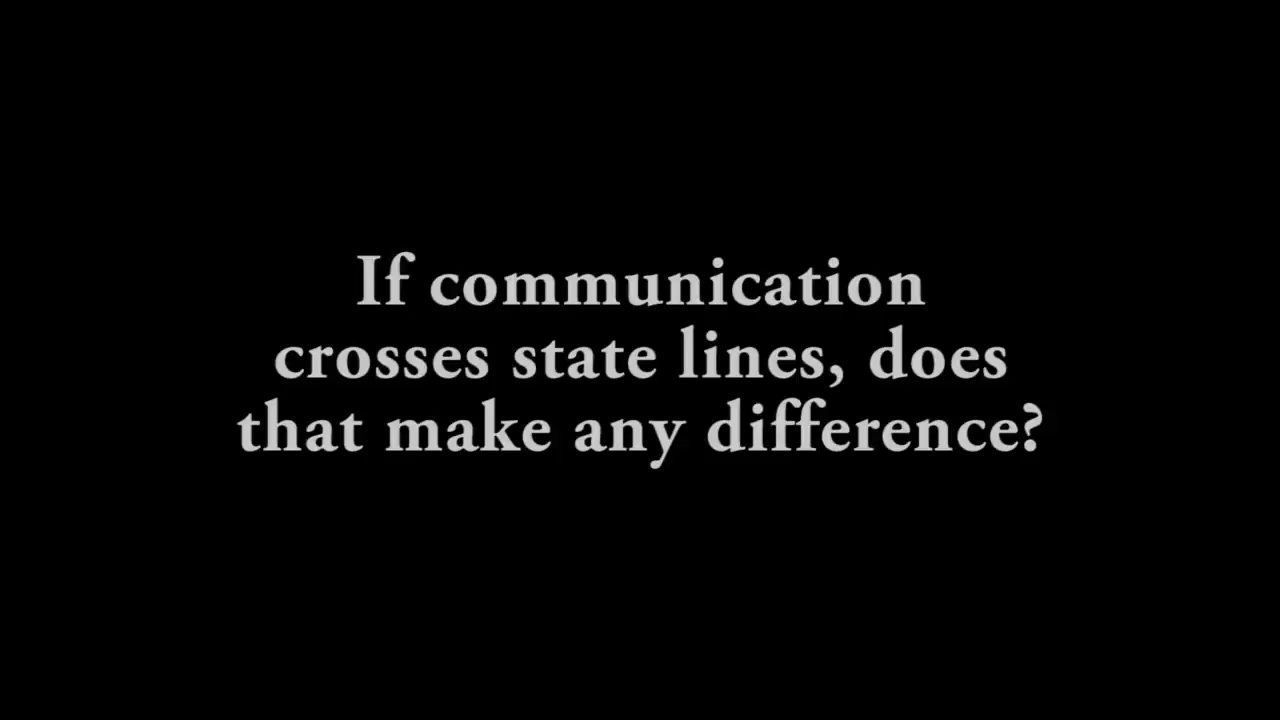 If communication
crosses state lines, does
that make any difference?